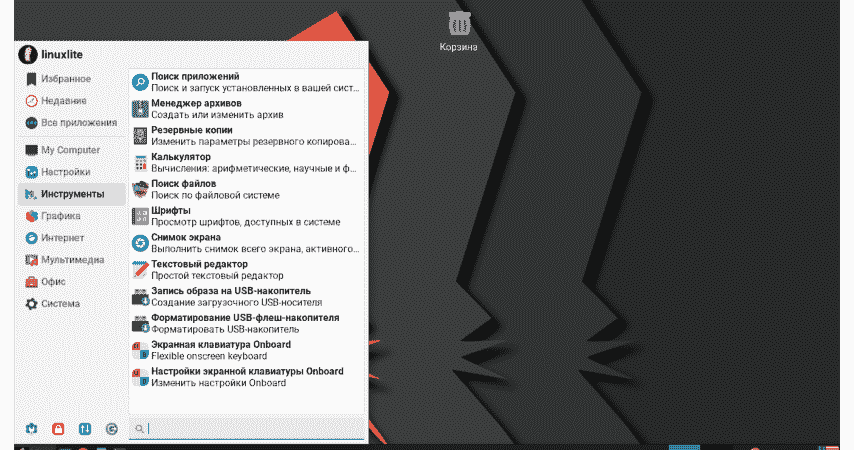 Корзина
linuxlite
Избранное
Недавние
Все приложения
My Computer
Настройки
Инструменты
Графика
Интернет
Мультимедиа
Офис
Система
Поиск приложений
Поиск и запуск установленных в вашей сист...
Менеджер архивов
Создать или изменить архив
Резервные копии
Изменить параметры резервного копирова...
Калькулятор
Вычисления: арифметические, научные и ф...
Поиск файлов
Поиск по файловой системе
Шрифты
Просмотр шрифтов, доступных в системе
Снимок экрана
Выполнить снимок всего экрана, активного...
Текстовый редактор
Простой текстовый редактор
Запись образа на USB-накопитель
Создание загрузочного USB-носителя
Форматирование USB-флеш-накопителя
Форматировать USB-накопитель
Экранная клавиатура Onboard
Flexible onscreen keyboard
Настройки экранной клавиатуры Onboard
Изменить настройки Onboard